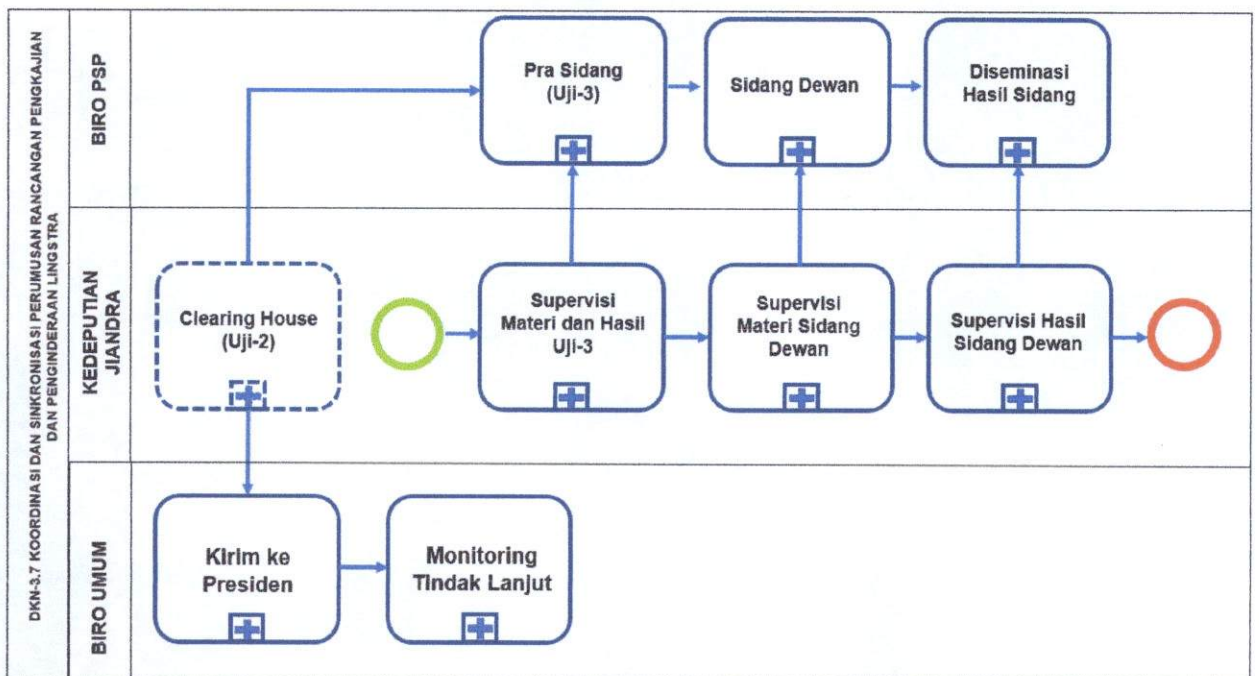 DKN-3.7 KOORDINASI DAN SINKRONISASI PERUMUSAN RANCANGAN PENGKAJIAN
DAN PENGINDERAAN LINGSTRA
BIRO PSP
Pra Sidang
(Uji-3)
Sidang Dewan
Diseminasi
Hasil Sidang
KEDEPUTIAN
JIANDRA
Clearing House
(Uji-2)
Supervisi
Materi dan Hasil
Uji-3
Supervisi
Materi Sidang
Dewan
Supervisi Hasil
Sidang Dewan
BIRO UMUM
Kirim ke
Presiden
Monitoring
Tindak Lanjut